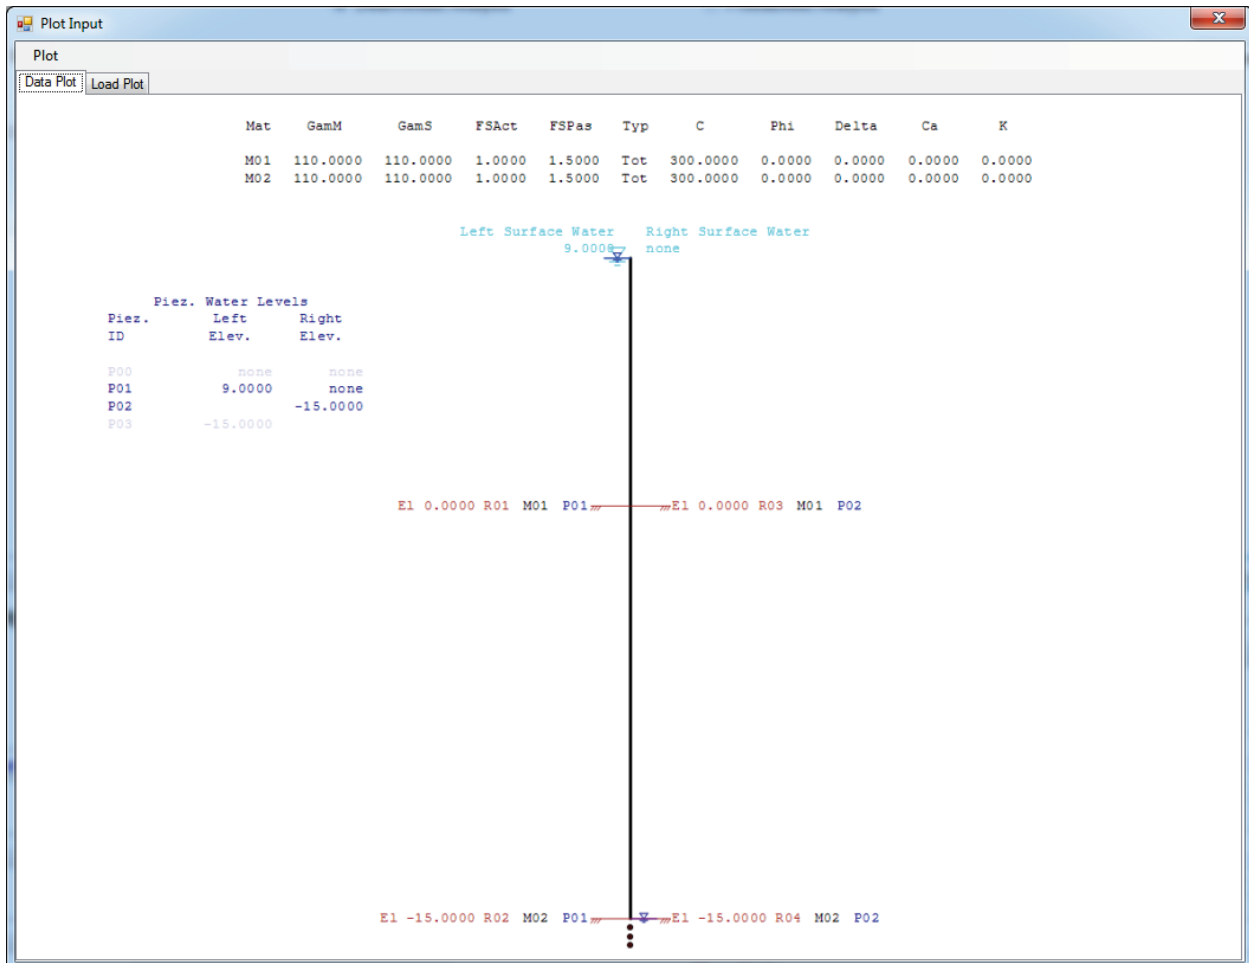 Plot Input
x
Plot
Data Plot Load Plot
Mat GamM GamS FSAct FSPas Typ C Phi Delta Ca K
M01 110.0000 110.0000 1.0000 1.5000 Tot 300.0000 0.0000 0.0000 0.0000 0.0000
M02 110.0000 110.0000 1.0000 1.5000 Tot 300.0000 0.0000 0.0000 0.0000 0.0000
Left Surface Water Right Surface Water
9.0000 none
Piez. Water Levels
Piez. Left Right
ID Elev. Elev.
P00 none none
P01 9.0000 none
P02 -15.0000
P03 -15.0000
El 0.0000 R01 M01 P01 El 0.0000 R03 M01 P02
El -15.0000 R02 M02 P01 El -15.0000 R04 M02 P02